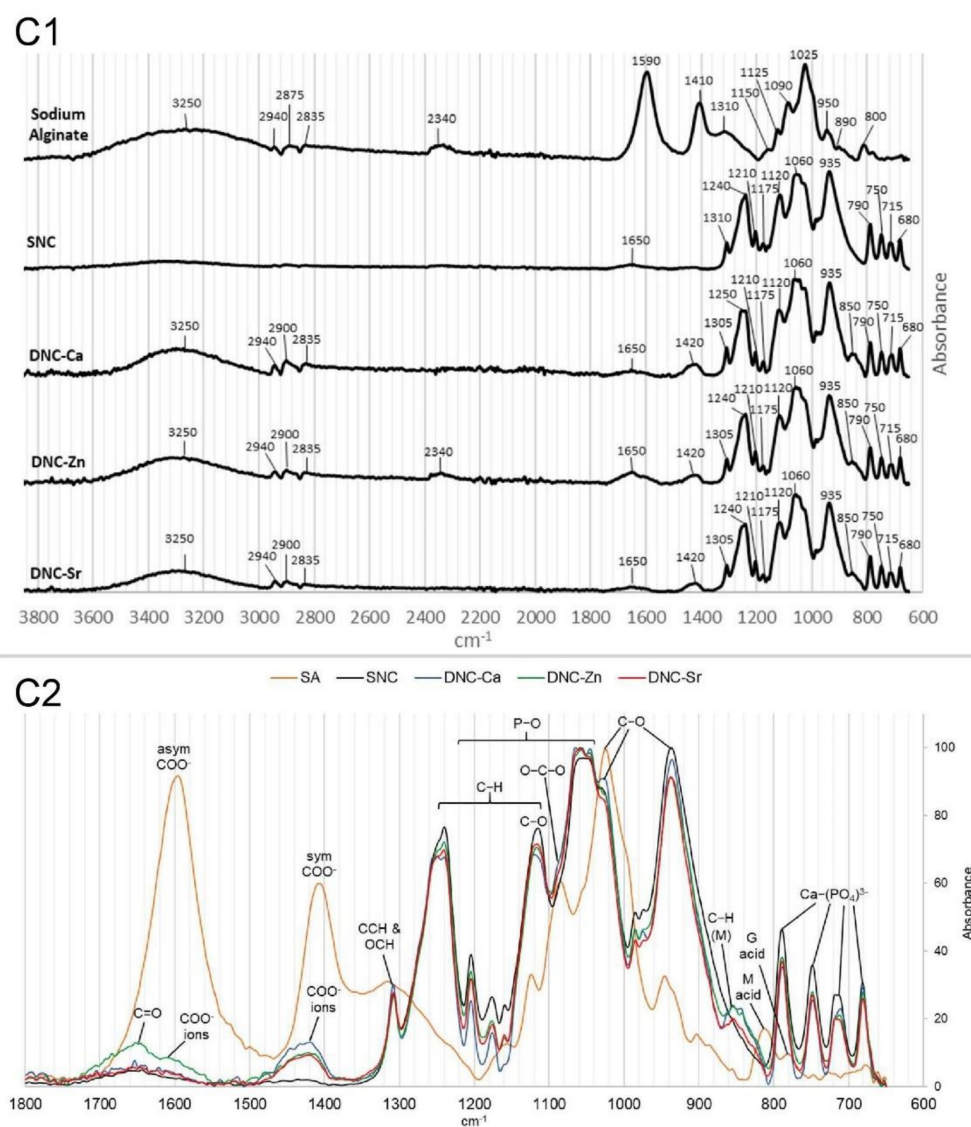 C1
Sodium
Alginate
3250
2940
2875
2835
2340
1590
1410
1310
1150
1125
1090
1025
950
890
800
SNC
1650
1310
1240
1210
1175
1120
1060
935
790
750
715
680
DNC-Ca
3250
2940
2900
2835
1650
1420
1305
1250
1210
1175
1120
1060
935
850
790
750
715
680
DNC-Zn
3250
2940
2900
2835
2340
1650
1420
1305
1240
1210
1175
1120
1060
935
850
790
750
715
680
DNC-Sr
3250
2940
2900
2835
1650
1420
1305
1240
1210
1175
1120
1060
935
850
790
750
715
680
Absorbance
3800 3600 3400 3200 3000 2800 2600 2400 2200 2000 1800 1600 1400 1200 1000 800 600
cm-1
C2
SA SNC DNC-Ca DNC-Zn DNC-Sr
asym
COO-
sym
COO-
C=O
COO-
ions
COO-
ions
CCH &
OCH
P−O
C−H
O−C−O
C−O
C−O
C−H
(M)
G
acid
M
acid
Ca−(PO4)3-
100
80
60
40
20
0
Absorbance
1800 1700 1600 1500 1400 1300 1200 1100 1000 900 800 700 600
cm-1